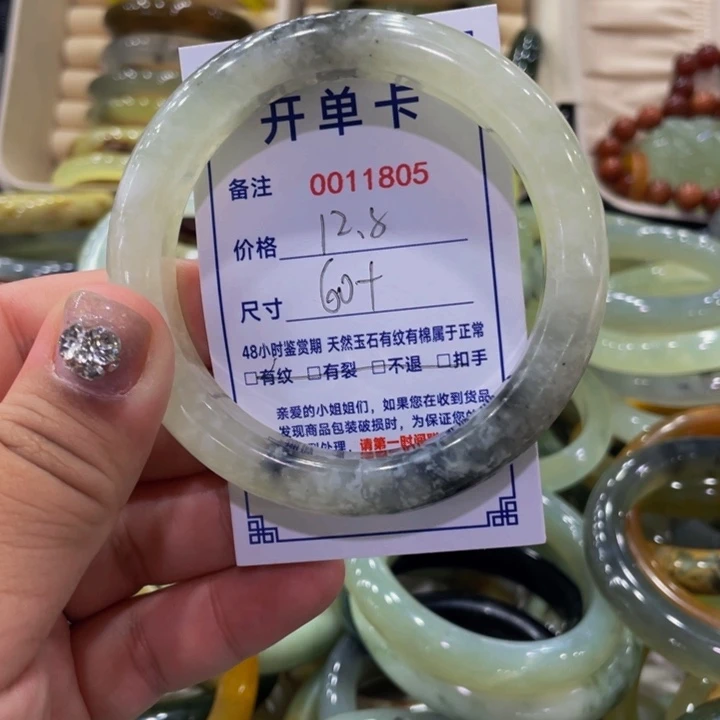 开单卡
备注 0011805
价格 12.8
尺寸 60+
48小时鉴赏期 天然玉石有纹有棉属于正常
□有纹 □有裂 □不退 □扣手
亲爱的小姐姐们，如果您在收到货品
发现商品包装破损时，为保证您的
处理，请第一时间